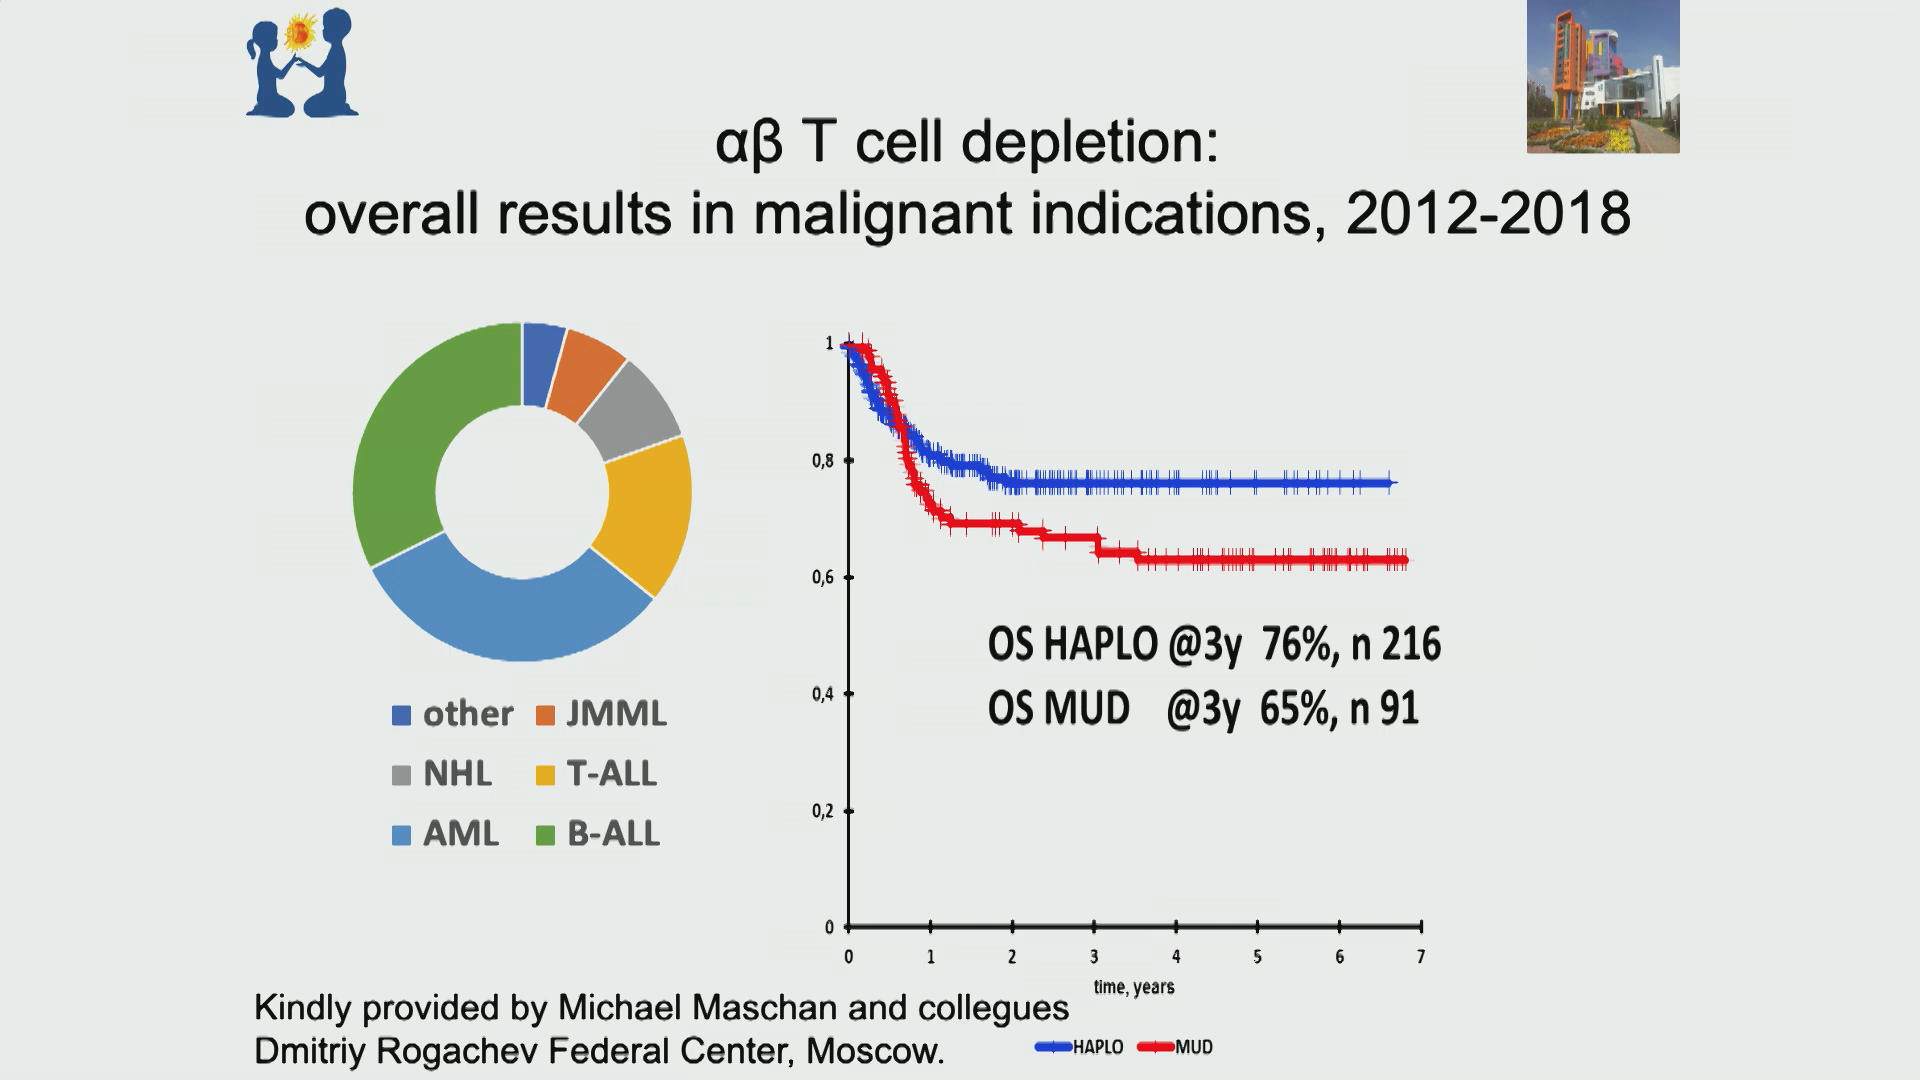 αβ T cell depletion:
overall results in malignant indications, 2012-2018
other
JMML
NHL
T-ALL
AML
B-ALL
1
0,8
0,6
0,4
0,2
0
OS HAPLO @3y 76%, n 216
OS MUD @3y 65%, n 91
0 1 2 3 4 5 6 7
time, years
HAPLO MUD
Kindly provided by Michael Maschan and collegues
Dmitriy Rogachev Federal Center, Moscow.